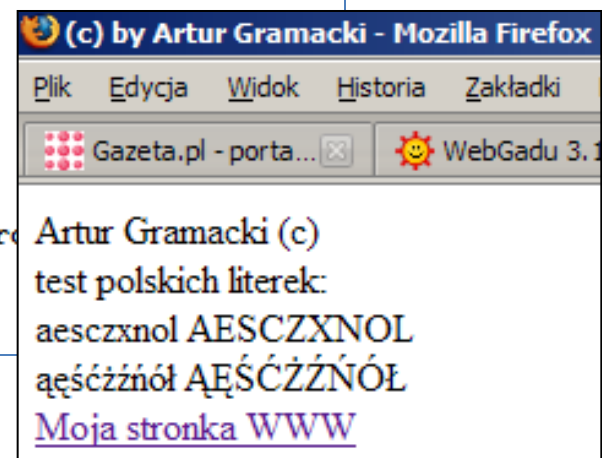 (c) by Artur Gramacki - Mozilla Firefox
Plik Edycja Widok Historia Zakładki
Gazeta.pl - porta... WebGadu 3.1
Artur Gramacki (c)
test polskich literek:
aesczxnol AESCZXNOL
ąęśćżźńół ĄĘŚĆŻŹŃÓŁ
Moja stronka WWW